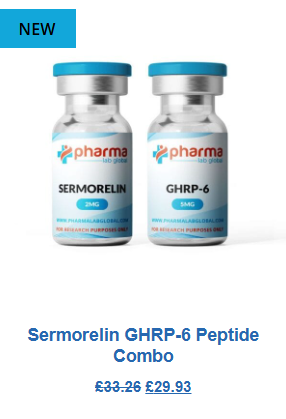 NEW
pharma
lab global
SERMORELIN
2MG
WWW.PHARMALABGLOBAL.COM
FOR RESEARCH PURPOSES ONLY
pharma
lab global
GHRP-6
5MG
WWW.PHARMALABGLOBAL.COM
FOR RESEARCH PURPOSES ONLY
Sermorelin GHRP-6 Peptide
Combo
£33.26 £29.93